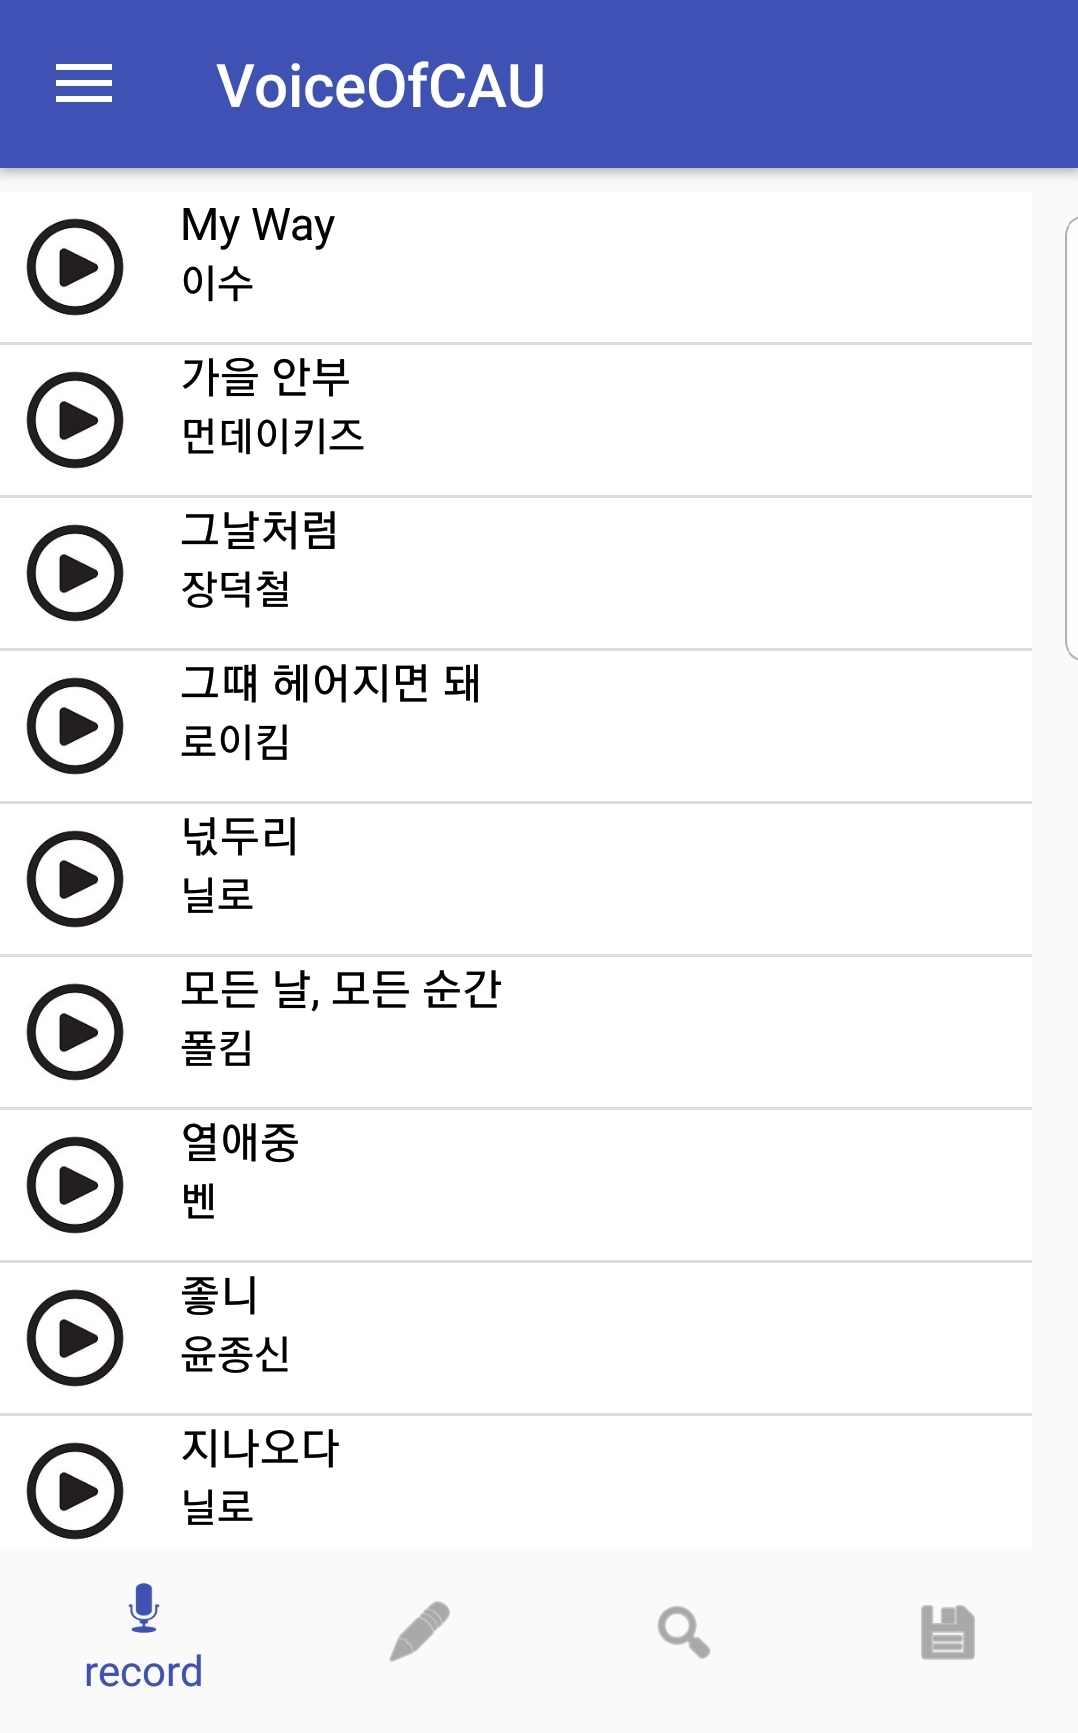 VoiceOfCAU
My Way
이수
가을 안부
먼데이키즈
그날처럼
장덕철
그떄 헤어지면 돼
로이킴
넋두리
닐로
모든 날, 모든 순간
폴킴
열애중
벤
좋니
윤종신
지나오다
닐로
record